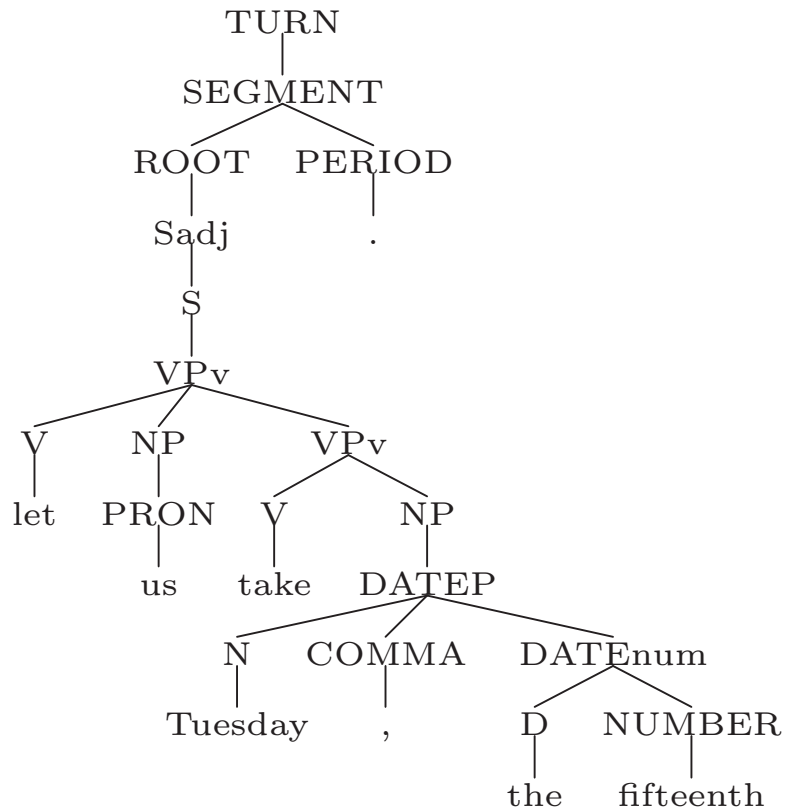 TURN
SEGMENT
ROOT PERIOD
Sadj .
S
VPv
V NP VPv
let PRON V NP
us take DATEP
N COMMA DATEnum
Tuesday , D NUMBER
the fifteenth